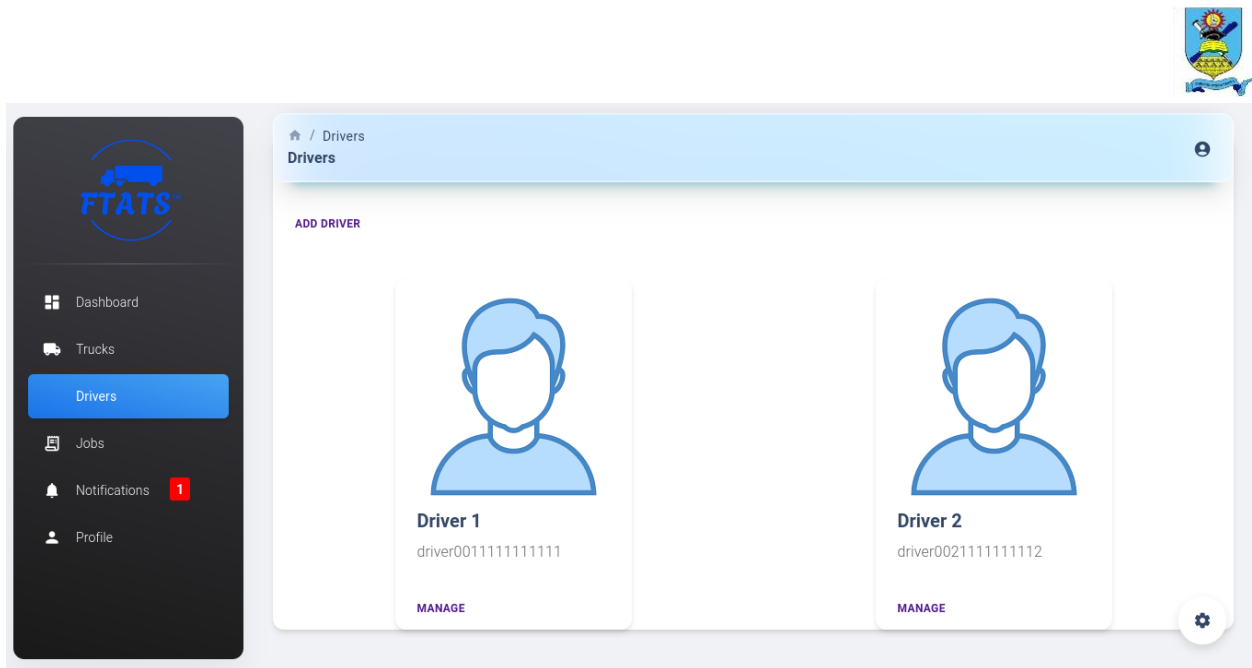 / Drivers
Drivers
FTATS
ADD DRIVER
Dashboard
Trucks
Drivers
Jobs
Notifications 1
Profile
Driver 1
driver0011111111111
MANAGE
Driver 2
driver0021111111112
MANAGE